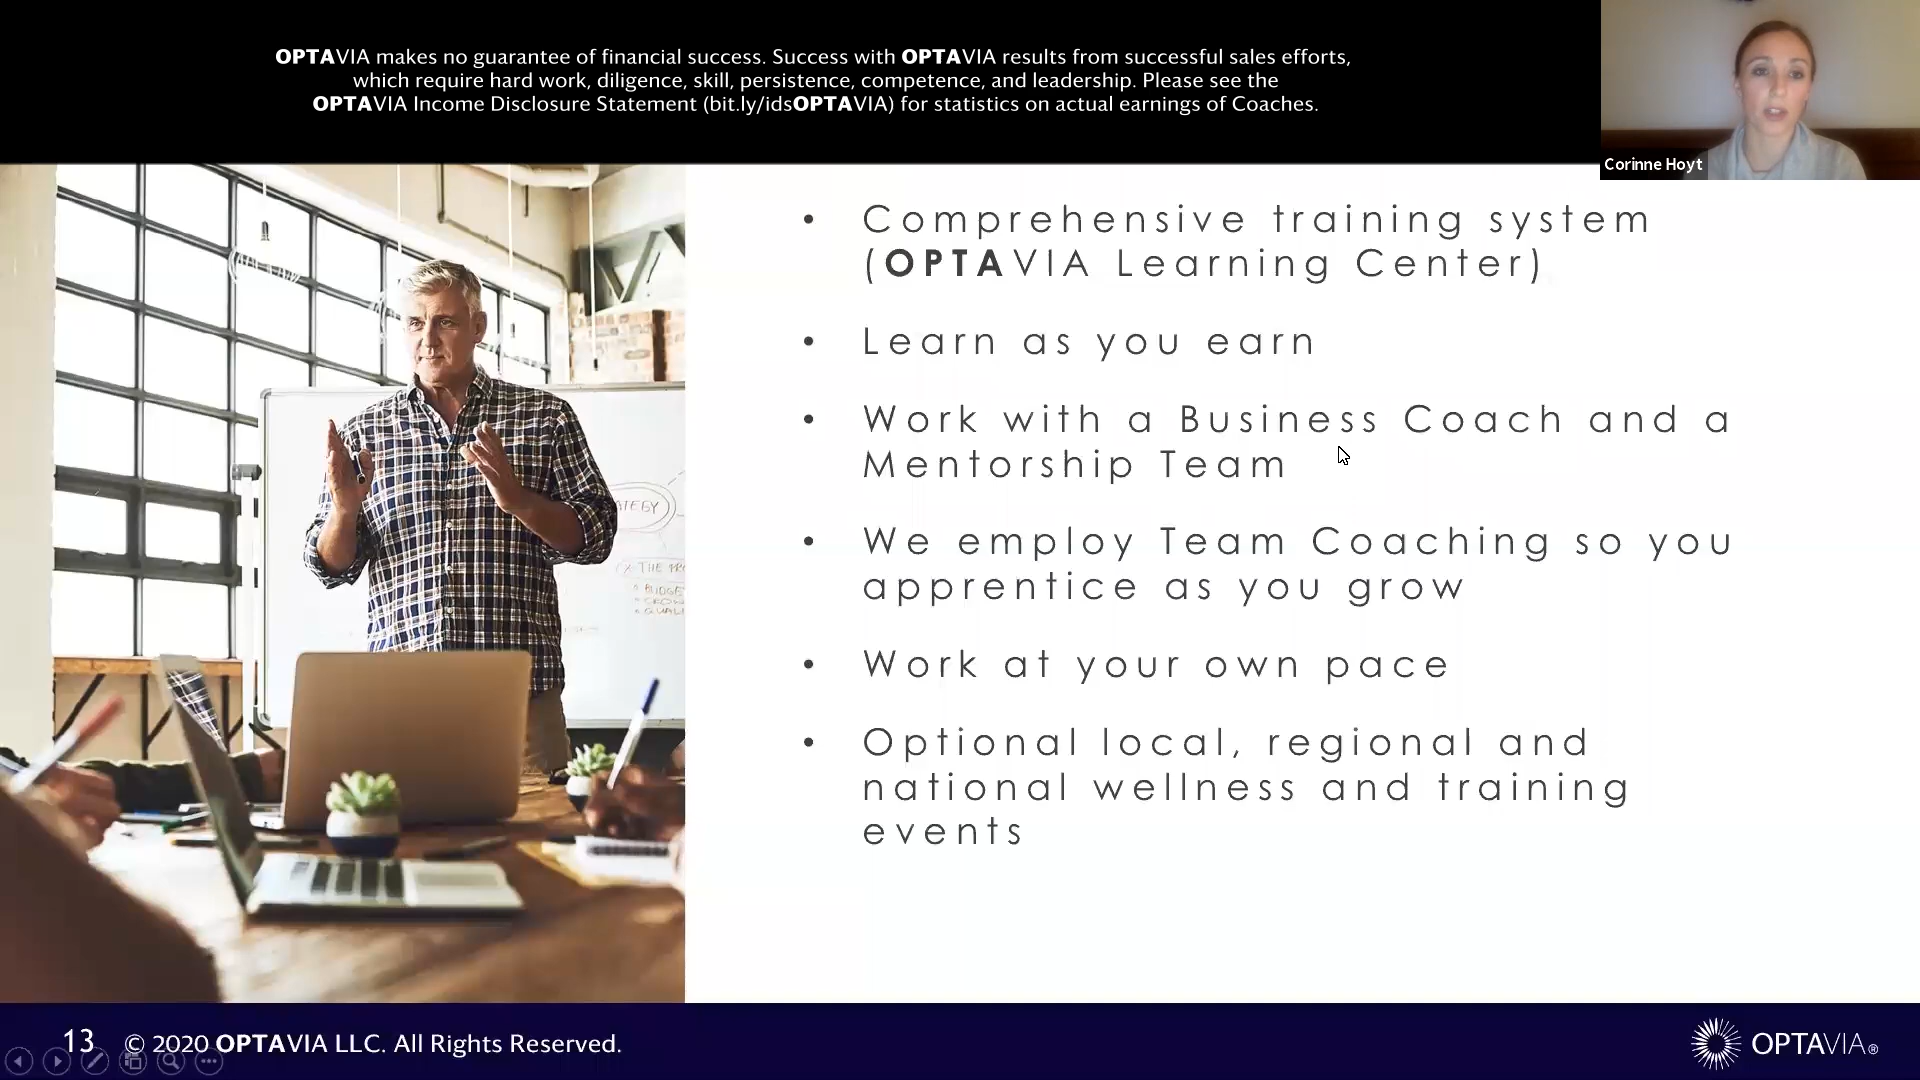 OPTAVIA makes no guarantee of financial success. Success with OPTAVIA results from successful sales efforts,
which require hard work, diligence, skill, persistence, competence, and leadership. Please see the
OPTAVIA Income Disclosure Statement (bit.ly/idsOPTAVIA) for statistics on actual earnings of Coaches.
Corinne Hoyt
• Comprehensive training system
(OPTAVIA Learning Center)
• Learn as you earn
• Work with a Business Coach and a
Mentorship Team
• We employ Team Coaching so you
apprentice as you grow
• Work at your own pace
• Optional local, regional and
national wellness and training
events
13 © 2020 OPTAVIA LLC. All Rights Reserved.
OPTAVIA®